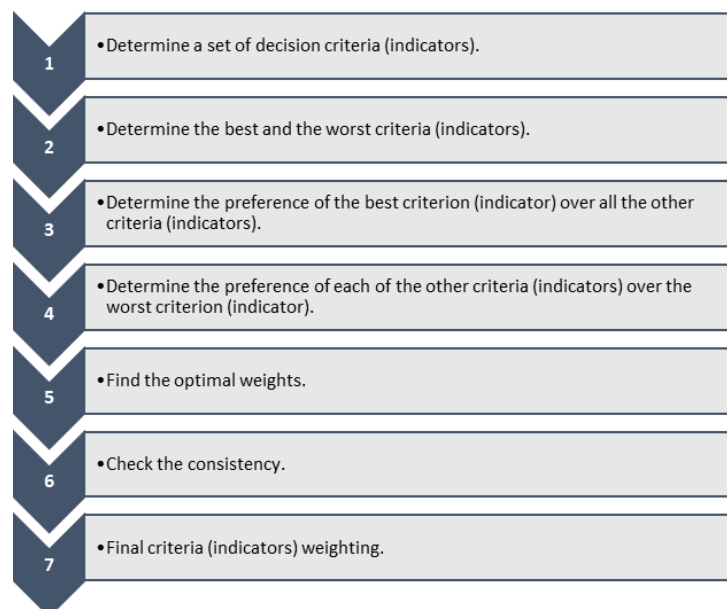 1
•Determine a set of decision criteria (indicators).
2
•Determine the best and the worst criteria (indicators).
3
•Determine the preference of the best criterion (indicator) over all the other
criteria (indicators).
4
•Determine the preference of each of the other criteria (indicators) over the
worst criterion (indicator).
5
•Find the optimal weights.
6
•Check the consistency.
7
•Final criteria (indicators) weighting.